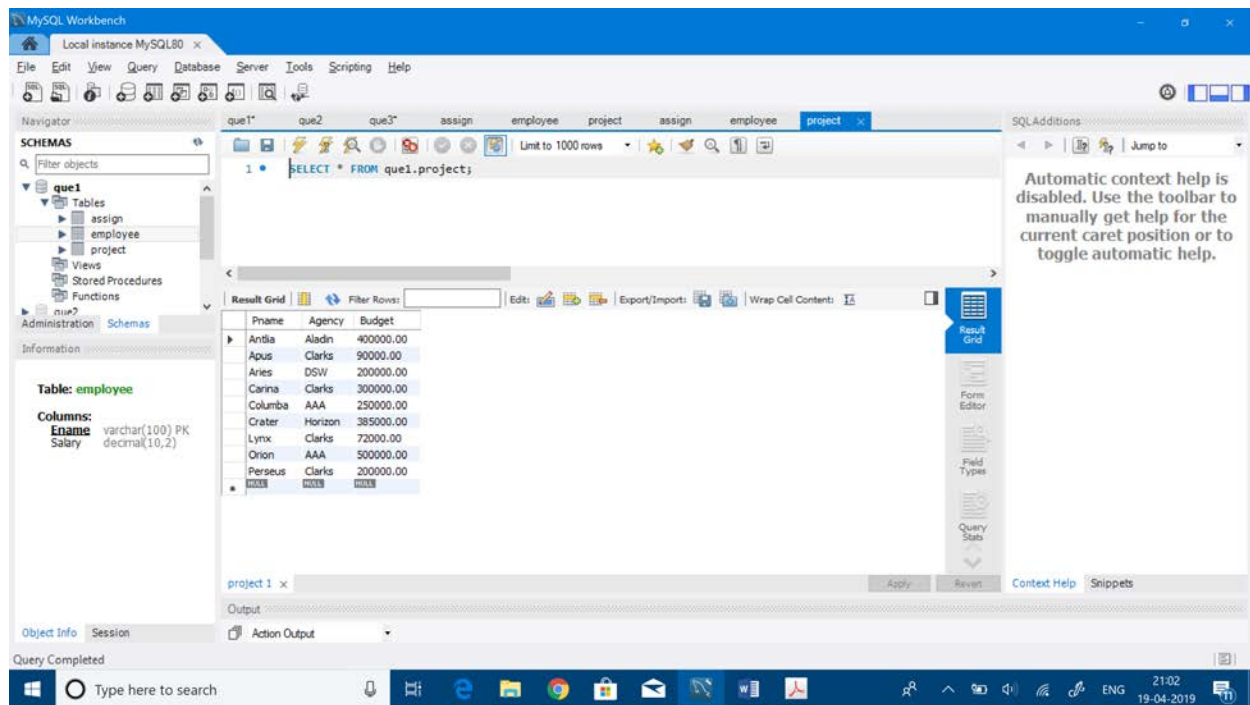 MySQL Workbench
Local instance MySQL80 ×
File Edit View Query Database Server Tools Scripting Help
Navigator
SCHEMAS
Filter objects
que1
Tables
assign
employee
project
Views
Stored Procedures
Functions
que2
Administration Schemas
Information
Table: employee
Columns:
Ename varchar(100) PK
Salary decimal(10,2)
Object Info Session
que1* que2 que3* assign employee project assign employee project ×
Limit to 1000 rows
1 SELECT * FROM que1.project;
Result Grid Filter Rows: Edit: Export/Import: Wrap Cell Content:
Pname Agency Budget
Antlia Aladin 400000.00
Apus Clarks 90000.00
Aries DSW 200000.00
Carina Clarks 300000.00
Columba AAA 250000.00
Crater Horizon 385000.00
Lynx Clarks 72000.00
Orion AAA 500000.00
Perseus Clarks 200000.00
NULL NULL NULL
Result
Grid
Form
Editor
Field
Types
Query
Stats
project 1 ×
Apply Revert
Output
Action Output
SQLAdditions
Jump to
Automatic context help is
disabled. Use the toolbar to
manually get help for the
current caret position or to
toggle automatic help.
Context Help Snippets
Query Completed
Type here to search
ENG
21:02
19-04-2019
11